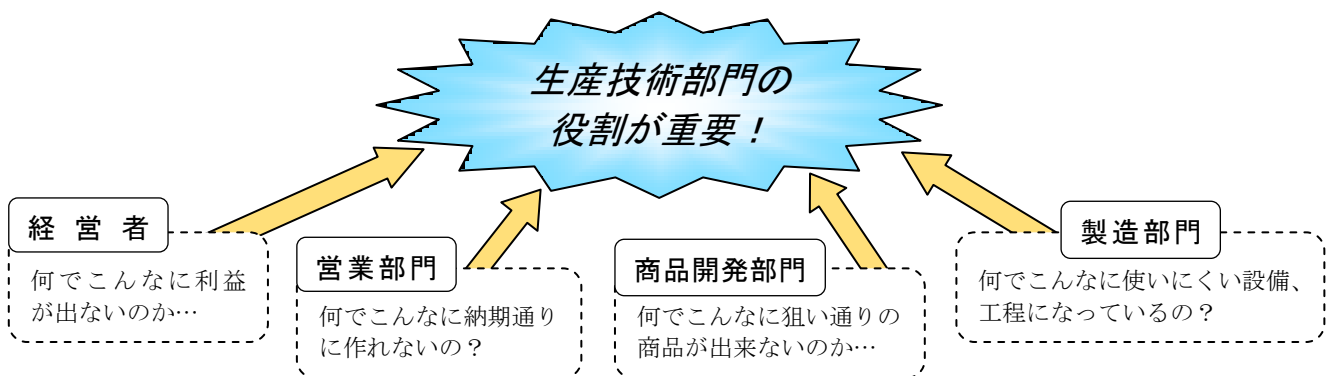 生産技術部門の
役割が重要！
経営者
何でこんなに利益
が出ないのか…
営業部門
何でこんなに納期通り
に作れないの？
商品開発部門
何でこんなに狙い通りの
商品が出来ないのか…
製造部門
何でこんなに使いにくい設備、
工程になっているの？